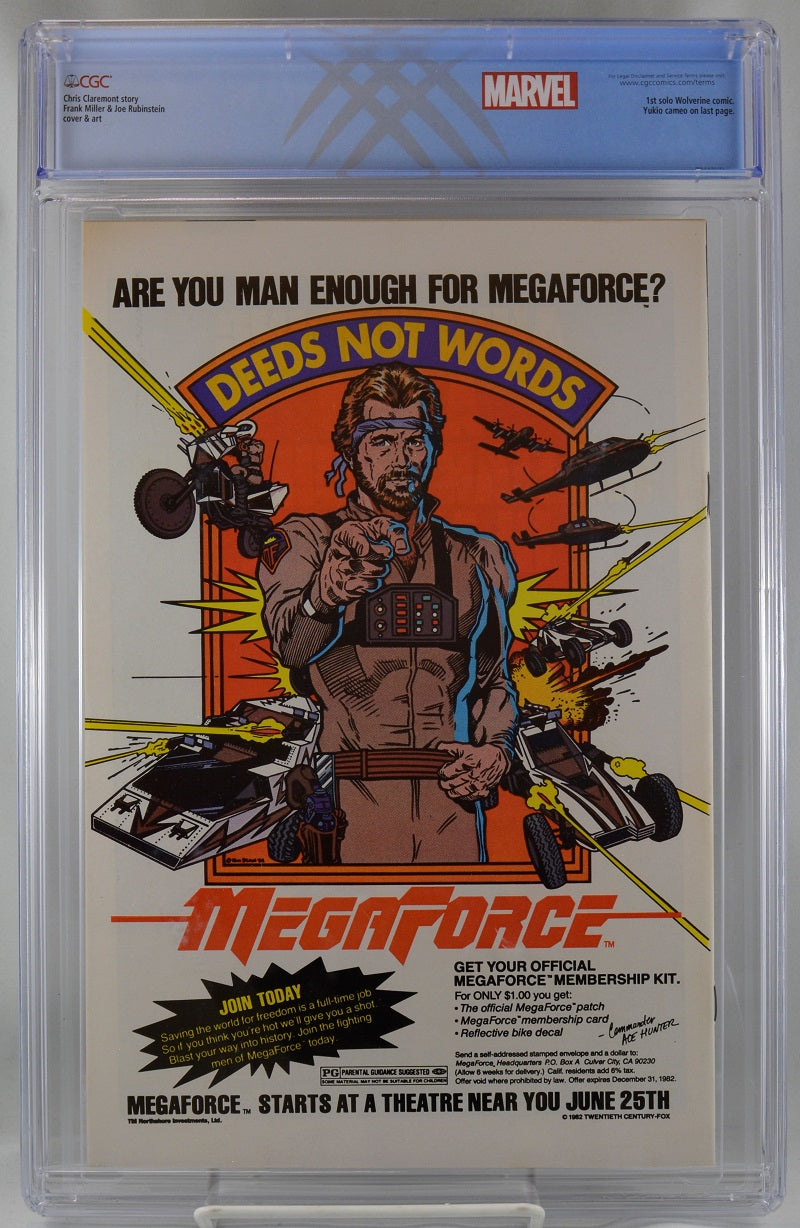 CGC
Chris Claremont story
Frank Miller & Joe Rubinstein
cover & art
MARVEL
For Legal Disclaimer and Service Terms please visit:
www.cgccomics.com/terms
1st solo Wolverine comic.
Yukio cameo on last page.
ARE YOU MAN ENOUGH FOR MEGAFORCE?
DEEDS NOT WORDS
MF
MEGAFORCE™
JOIN TODAY
Saving the world for freedom is a full-time job
So if you think you're hot we'll give you a shot.
Blast your way into history. Join the fighting
men of MegaForce™ today.
GET YOUR OFFICIAL
MEGAFORCE™ MEMBERSHIP KIT.
For ONLY $1.00 you get:
• The official MegaForce™ patch
• MegaForce™ membership card
• Reflective bike decal
- Commander
ACE HUNTER
Send a self-addressed stamped envelope and a dollar to:
MegaForce, Headquarters P.O. Box A Culver City, CA 90230
(Allow 6 weeks for delivery.) Calif. residents add 6% tax.
Offer void where prohibited by law. Offer expires December 31, 1982.
PG PARENTAL GUIDANCE SUGGESTED
SOME MATERIAL MAY NOT BE SUITABLE FOR CHILDREN
MEGAFORCE™ STARTS AT A THEATRE NEAR YOU JUNE 25TH
TM Northshore Investments, Ltd.
© 1982 TWENTIETH CENTURY-FOX